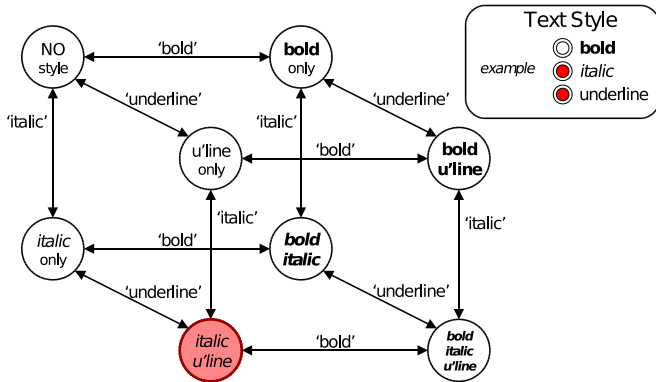 Text Style
bold
example
italic
underline
NO
style
'bold'
bold
only
'underline'
'underline'
'italic'
'italic'
u'line
only
'bold'
bold
u'line
'italic'
'italic'
italic
only
'bold'
bold
italic
'underline'
'underline'
italic
u'line
'bold'
bold
italic
u'line